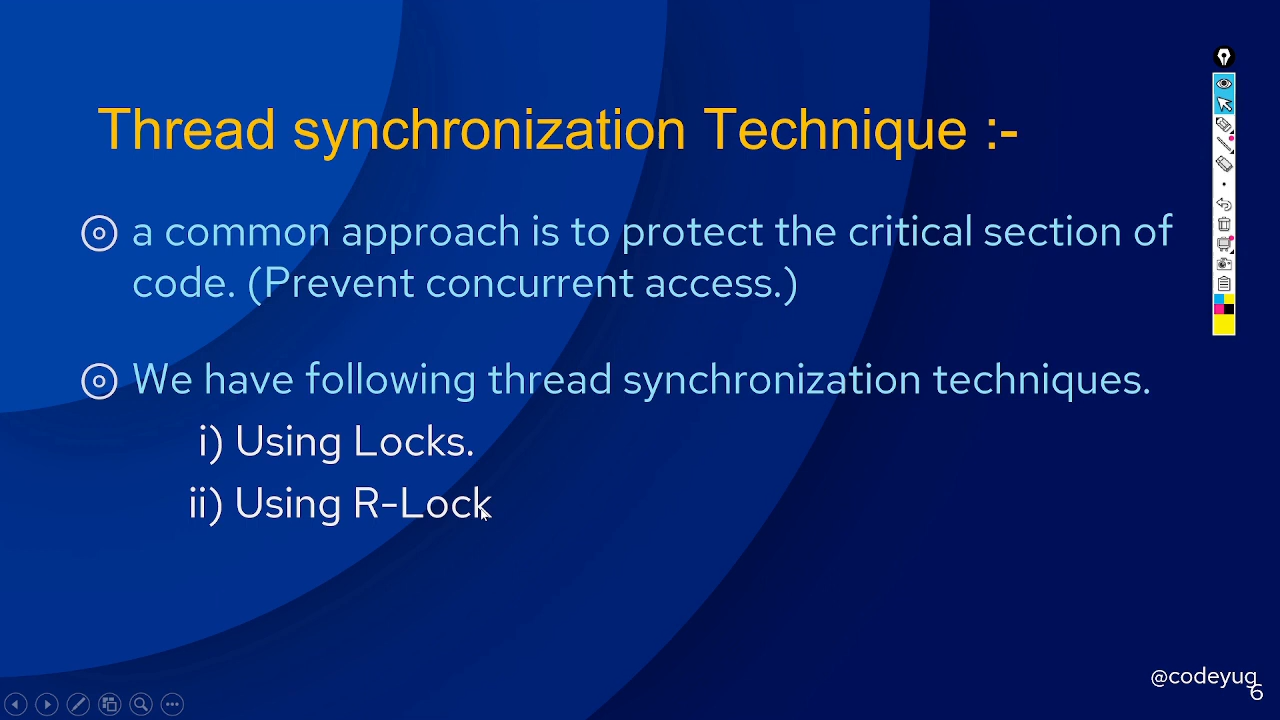 Thread synchronization Technique :-
a common approach is to protect the critical section of
code. (Prevent concurrent access.)
We have following thread synchronization techniques.
i) Using Locks.
ii) Using R-Lock
@codeyug
6